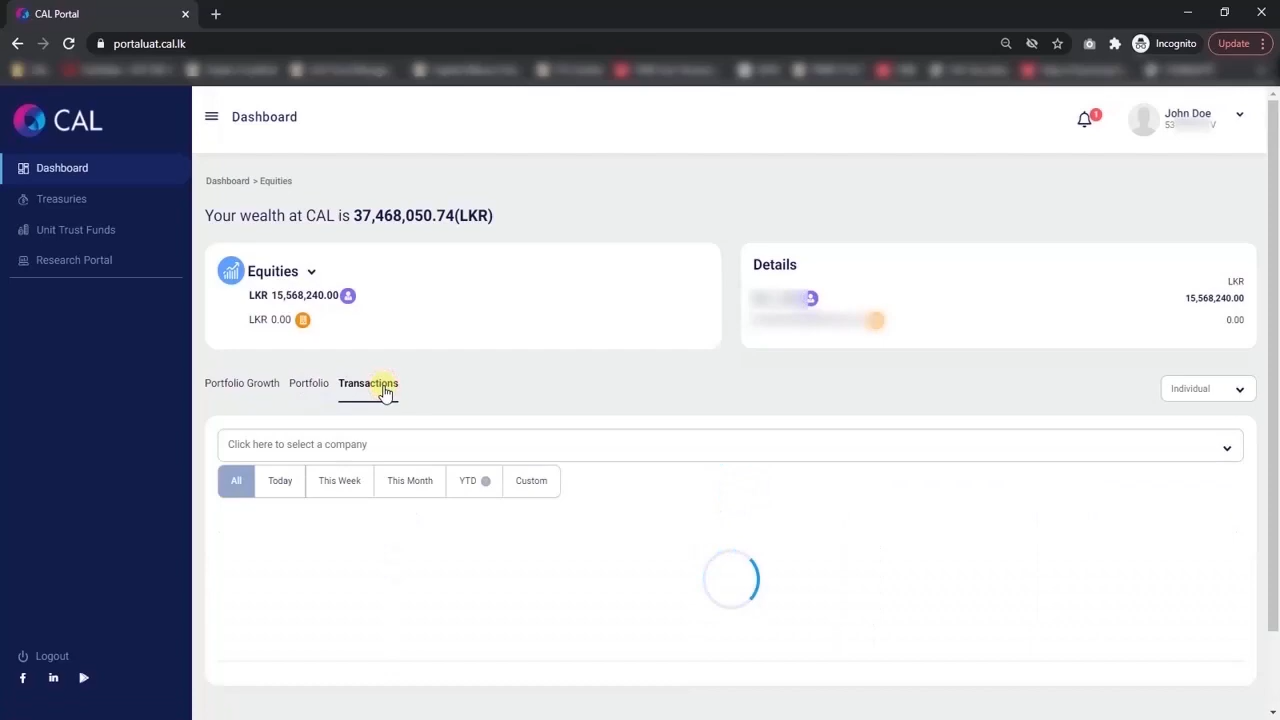 CAL Portal
portaluat.cal.lk
Incognito
Update
CAL
Dashboard
Treasuries
Unit Trust Funds
Research Portal
Logout
Dashboard
1
John Doe
53
V
Dashboard > Equities
Your wealth at CAL is 37,468,050.74(LKR)
Equities
LKR 15,568,240.00
LKR 0.00
Details
LKR
15,568,240.00
0.00
Portfolio Growth Portfolio Transactions
Individual
Click here to select a company
All Today This Week This Month YTD Custom